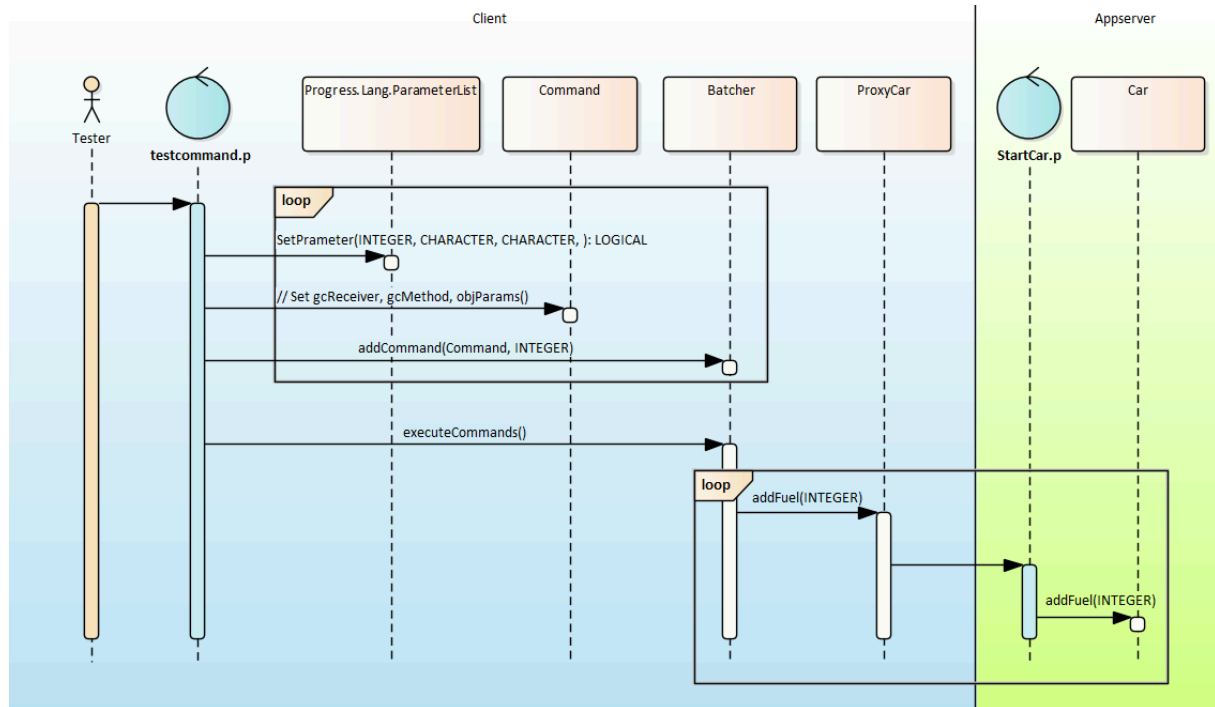 Client
Appserver
Tester
testcommand.p
Progress.Lang.ParameterList
Command
Batcher
ProxyCar
StartCar.p
Car
loop
SetPrameter(INTEGER, CHARACTER, CHARACTER, ): LOGICAL
// Set gcReceiver, gcMethod, objParams()
addCommand(Command, INTEGER)
executeCommands()
loop
addFuel(INTEGER)
addFuel(INTEGER)